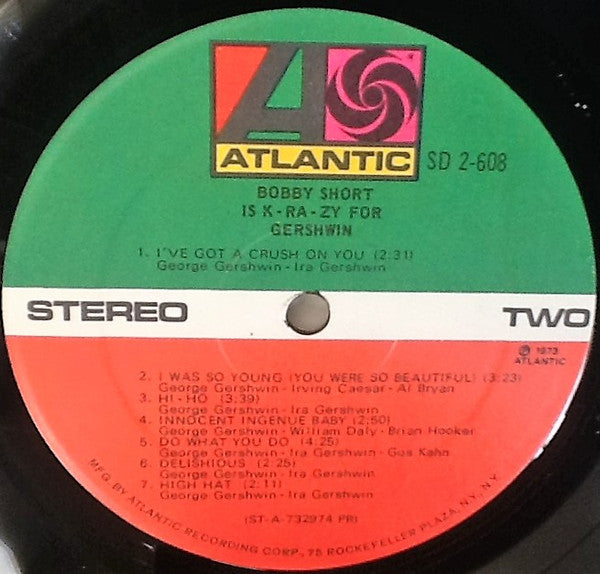 ATLANTIC
SD 2-608
BOBBY SHORT
IS K-RA-ZY FOR
GERSHWIN
1. I'VE GOT A CRUSH ON YOU (2:31)
George Gershwin - Ira Gershwin
STEREO
TWO
℗ 1973
ATLANTIC
2. I WAS SO YOUNG (YOU WERE SO BEAUTIFUL) (3:23)
George Gershwin - Irving Caesar - Al Bryan
3. HI-HO (3:39)
George Gershwin - Ira Gershwin
4. INNOCENT INGENUE BABY (2:50)
George Gershwin - William Daly - Brian Hooker
5. DO WHAT YOU DO (4:25)
George Gershwin - Ira Gershwin - Gus Kahn
6. DELISHIOUS (2:25)
George Gershwin - Ira Gershwin
7. HIGH HAT (2:11)
George Gershwin - Ira Gershwin
(ST-A-732974 PR)
MFG. BY ATLANTIC RECORDING CORP., 75 ROCKEFELLER PLAZA, NY., NY.